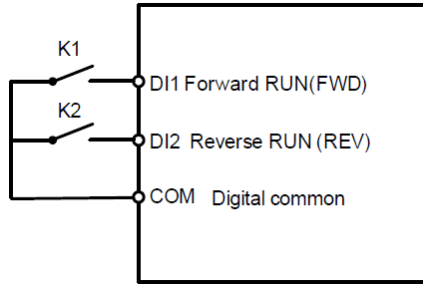 K1
DI1 Forward RUN(FWD)
K2
DI2 Reverse RUN (REV)
COM Digital common